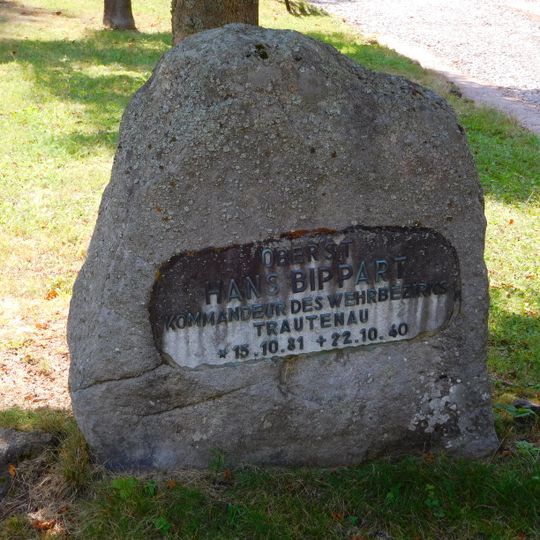 OBERST
HANS BIPPART
KOMMANDEUR DES WEHRBEZIRKS
TRAUTENAU
* 15.10.81 + 22.10.40